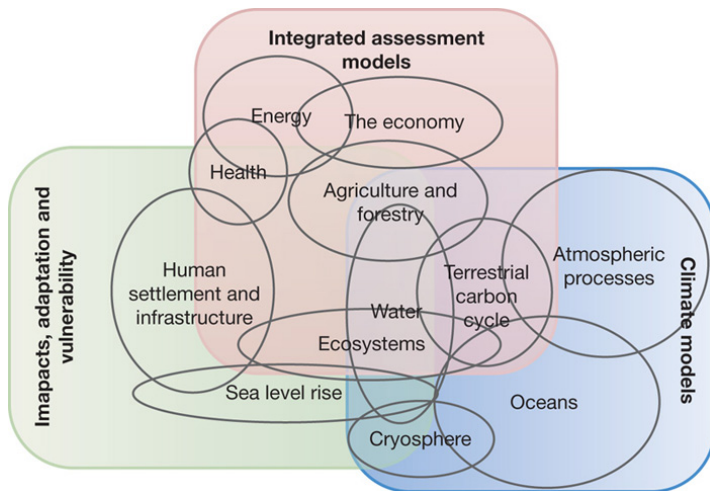 Integrated assessment
models
Energy
The economy
Health
Agriculture and
forestry
Imapacts, adaptation and
vulnerability
Human
settlement and
infrastructure
Water
Terrestrial
carbon
cycle
Atmospheric
processes
Climate models
Ecosystems
Sea level rise
Oceans
Cryosphere